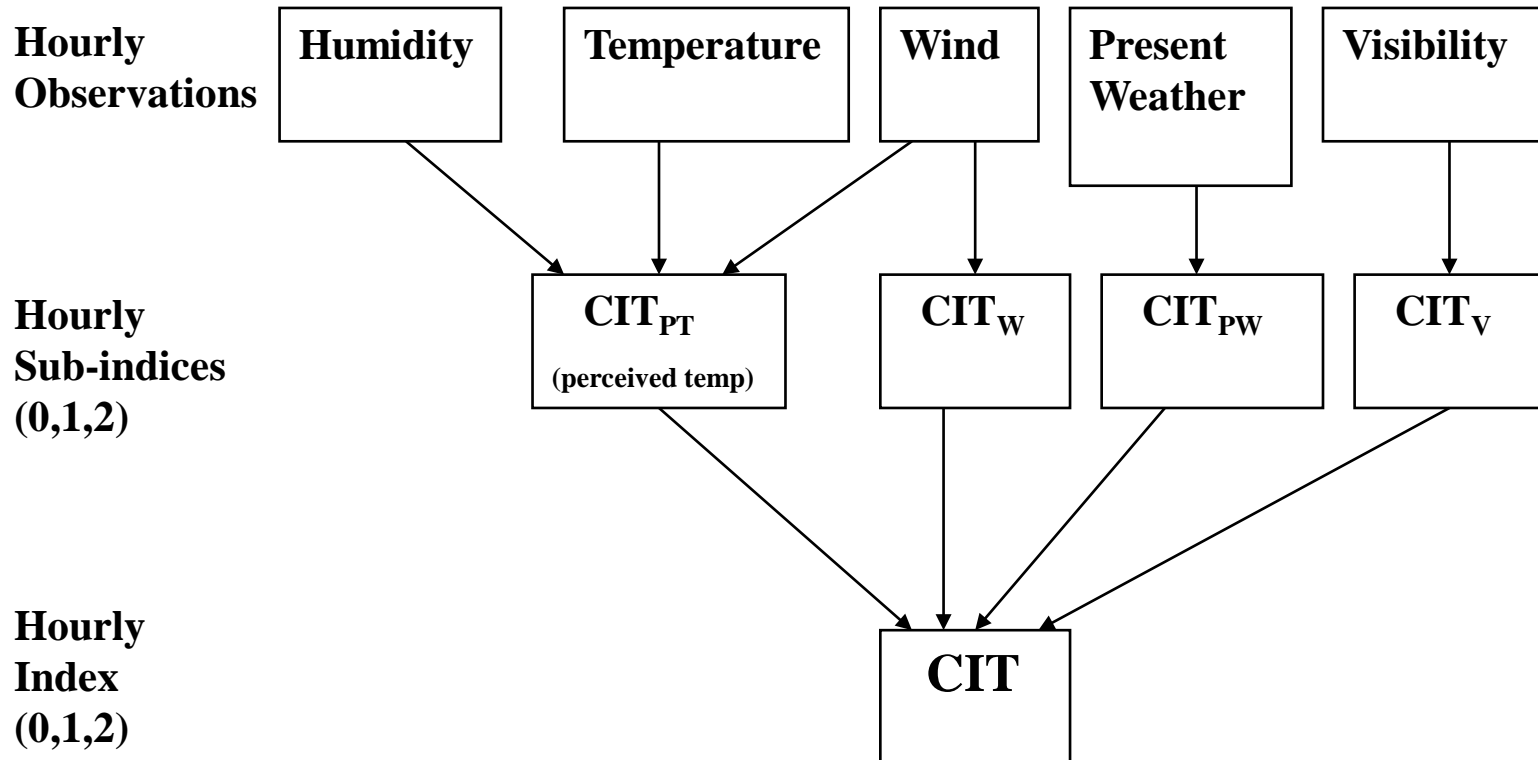 Hourly
Observations
Humidity
Temperature
Wind
Present
Weather
Visibility
Hourly
Sub-indices
(0,1,2)
CITPT
(perceived temp)
CITW
CITPW
CITV
Hourly
Index
(0,1,2)
CIT